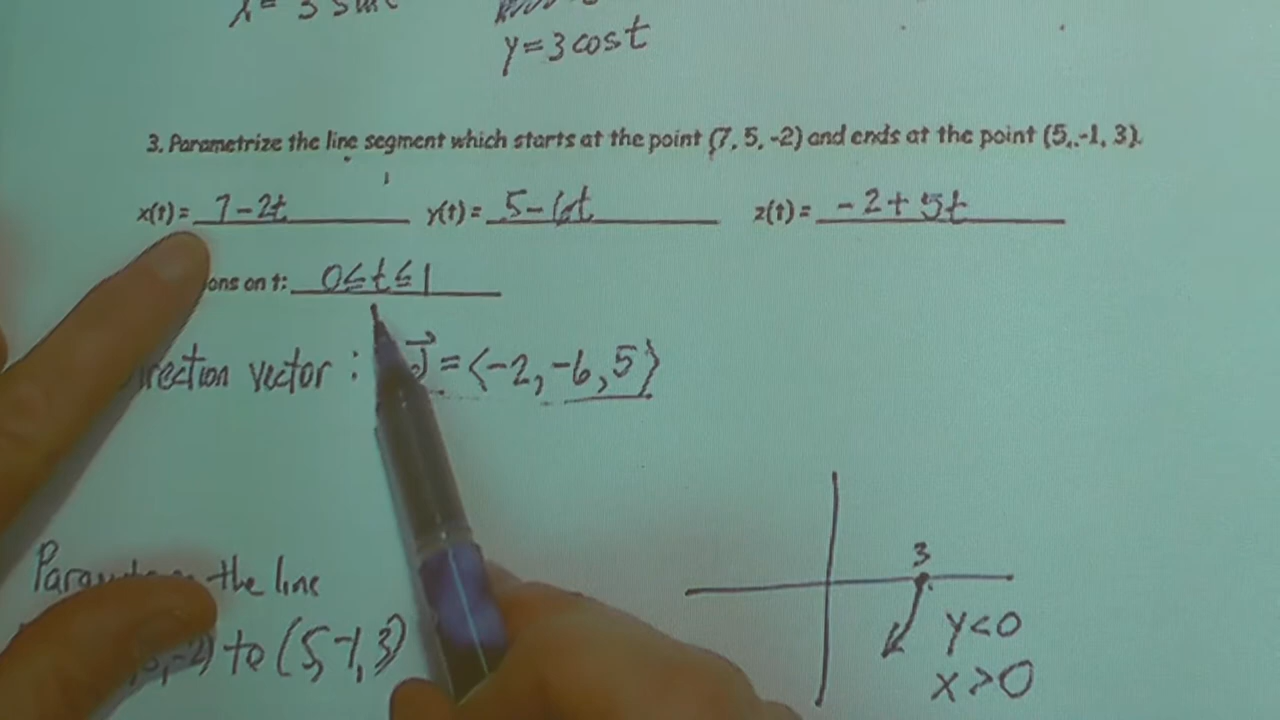 y=3cost
3. Parametrize the line segment which starts at the point (7, 5, -2) and ends at the point (5,.-1, 3).
x(t)= 7-2t y(t)= 5-6t z(t)= -2+5t
ons on t: 0≤t≤1
rection vector : = ⟨-2, -6, 5⟩
the line
3
, -2) to (5, -1, 3)
y<0
x>0